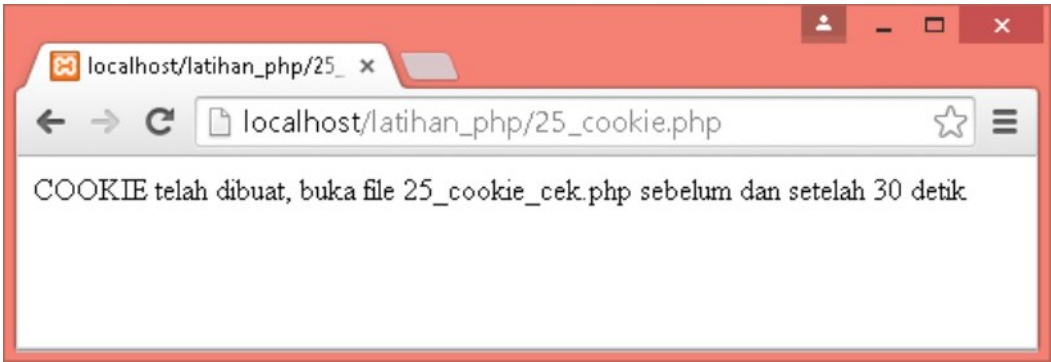 localhost/latihan_php/25_
localhost/latihan_php/25_cookie.php
COOKIE telah dibuat, buka file 25_cookie_cek.php sebelum dan setelah 30 detik